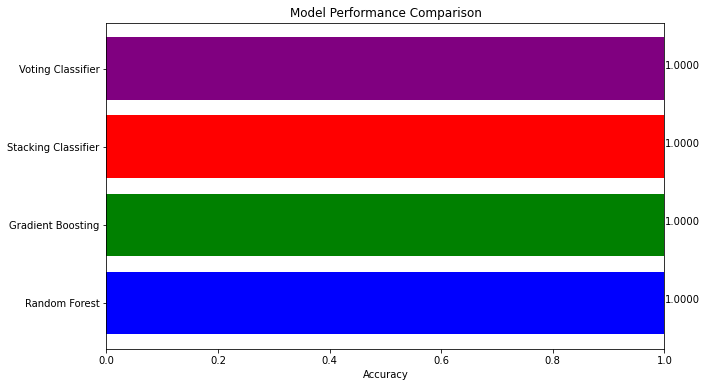 Model Performance Comparison
Voting Classifier
1.0000
Stacking Classifier
1.0000
Gradient Boosting
1.0000
Random Forest
1.0000
0.0 0.2 0.4 0.6 0.8 1.0
Accuracy